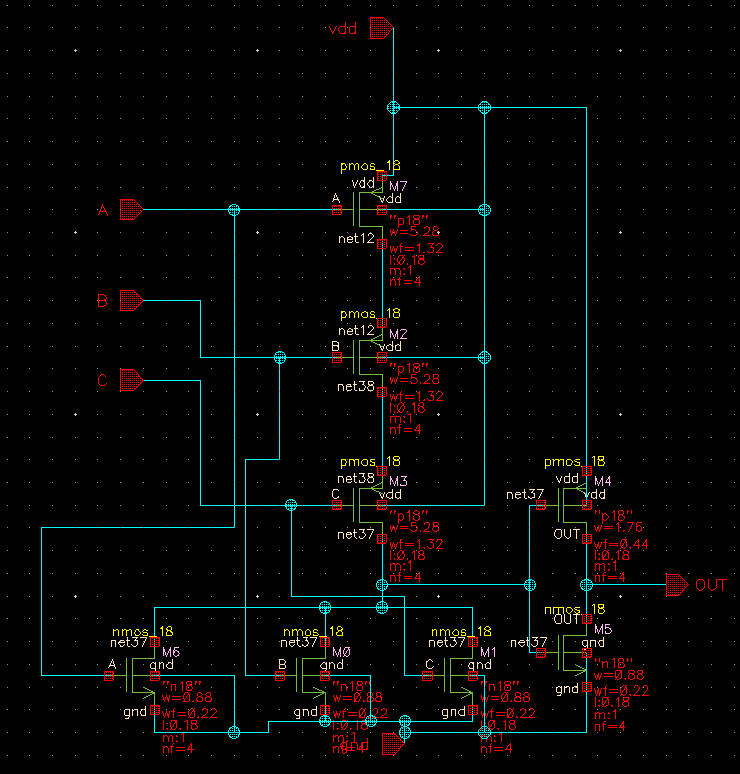 vdd
pmos_18
vdd
M7
A
A
vdd
"p18"
w=5.28
net12
wf=1.32
l:0.18
m:1
nf=4
B
pmos_18
net12
M2
B
vdd
"p18"
w=5.28
net38
wf=1.32
l:0.18
m:1
nf=4
C
pmos_18
net38
M3
C
vdd
"p18"
w=5.28
net37
wf=1.32
l:0.18
m:1
nf=4
pmos_18
vdd
M4
net37
vdd
"p18"
w=1.76
OUT
wf=0.44
l:0.18
m:1
nf=4
OUT
nmos_18
net37
M6
A
gnd
"n18"
w=0.88
gnd
wf=0.22
l:0.18
m:1
nf=4
nmos_18
net37
M0
B
gnd
"n18"
w=0.88
gnd
wf=0.22
l:0.18
m:1
nf=4
nmos_18
net37
M1
C
gnd
"n18"
w=0.88
gnd
wf=0.22
l:0.18
m:1
nf=4
nmos_18
OUT
M5
net37
gnd
"n18"
w=0.88
gnd
wf=0.22
l:0.18
m:1
nf=4
gnd